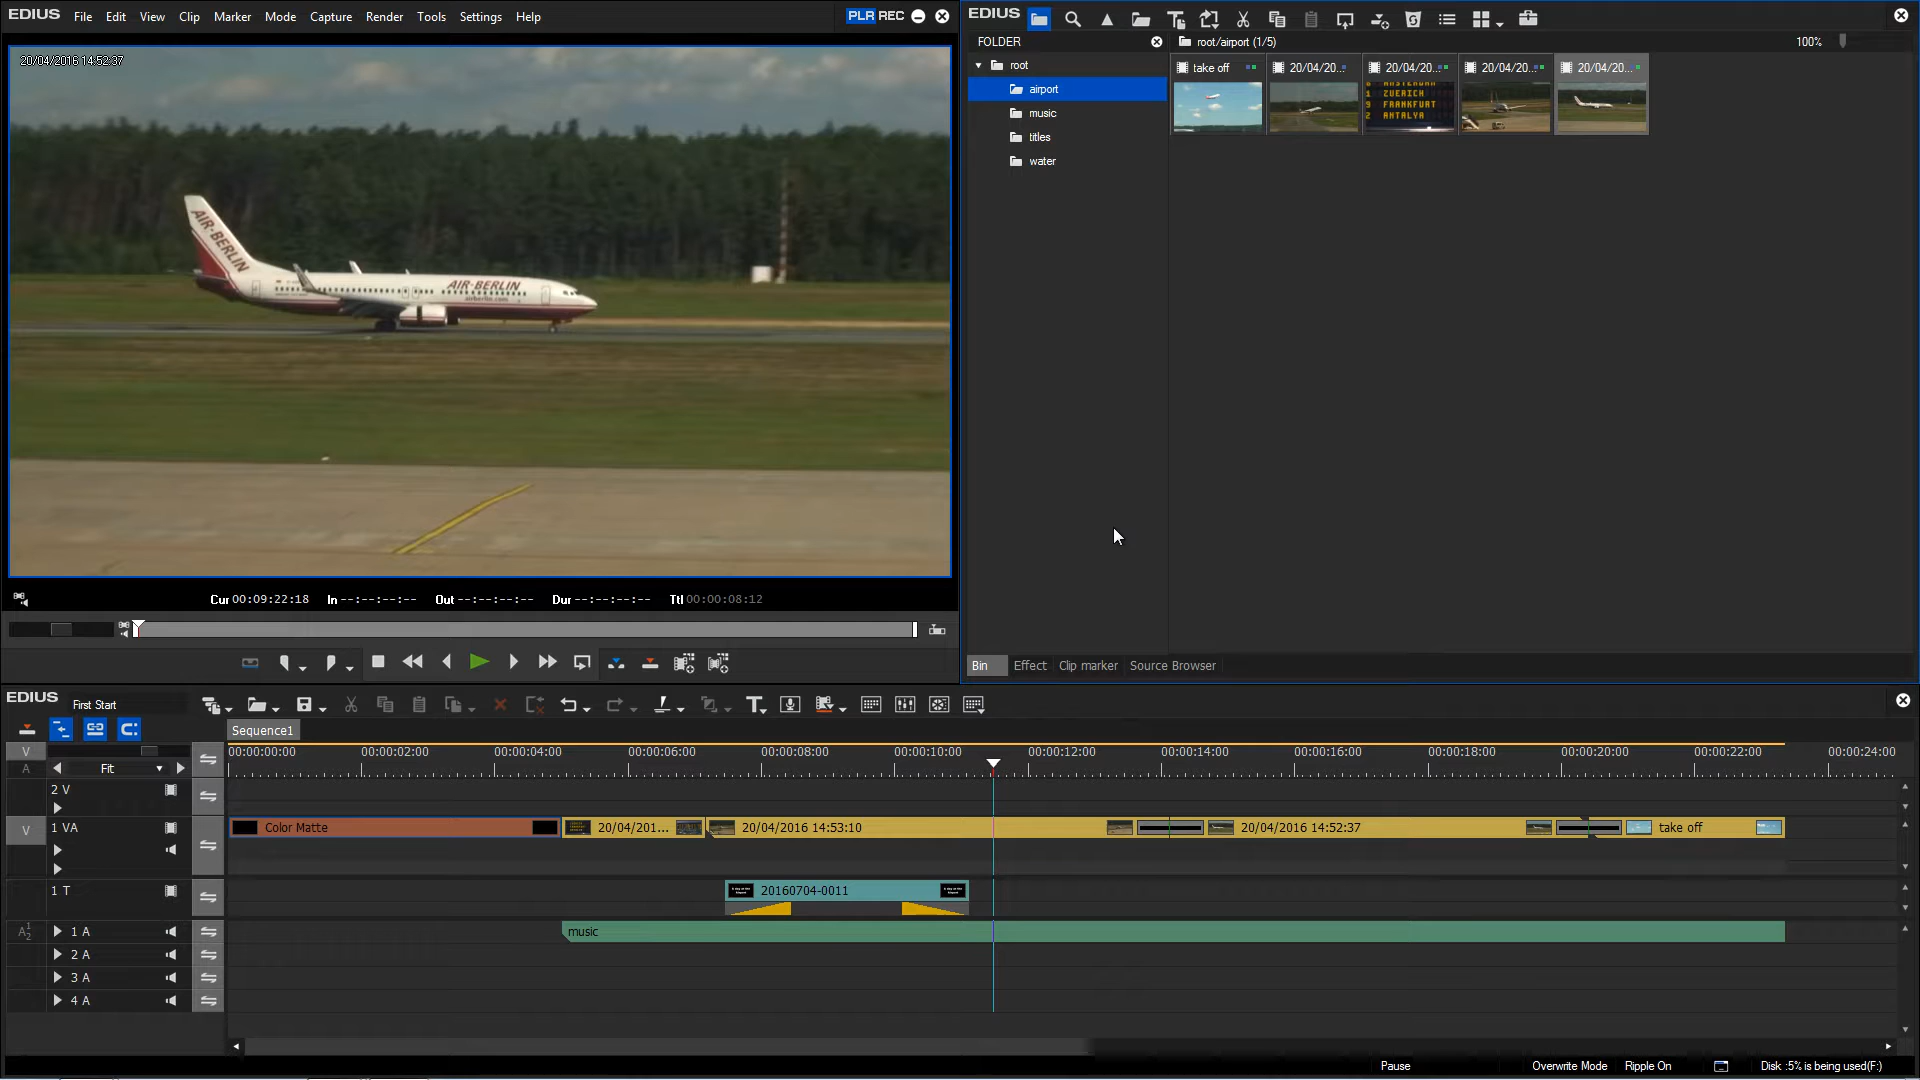 EDIUS File Edit View Clip Marker Mode Capture Render Tools Settings Help PLR REC
20/04/2016 14:52:37
AIR-BERLIN
AIR-BERLIN
airberlin.com
Cur 00:09:22:18 In --:--:--:-- Out --:--:--:-- Dur --:--:--:-- Ttl 00:00:08:12
EDIUS
FOLDER
root/airport (1/5) 100%
root
airport
music
titles
water
take off 20/04/20... 20/04/20... 20/04/20... 20/04/20...
1 ZUERICH
9 FRANKFURT
2 ANTALYA
Bin Effect Clip marker Source Browser
EDIUS First Start
Sequence1
V 00:00:00:00 00:00:02:00 00:00:04:00 00:00:06:00 00:00:08:00 00:00:10:00 00:00:12:00 00:00:14:00 00:00:16:00 00:00:18:00 00:00:20:00 00:00:22:00 00:00:24:00
A Fit
2 V
V 1 VA Color Matte 20/04/201... 20/04/2016 14:53:10 20/04/2016 14:52:37 take off
1 T 20160704-0011
A 1 2 1 A music
2 A
3 A
4 A
Pause Overwrite Mode Ripple On Disk :5% is being used(F:)